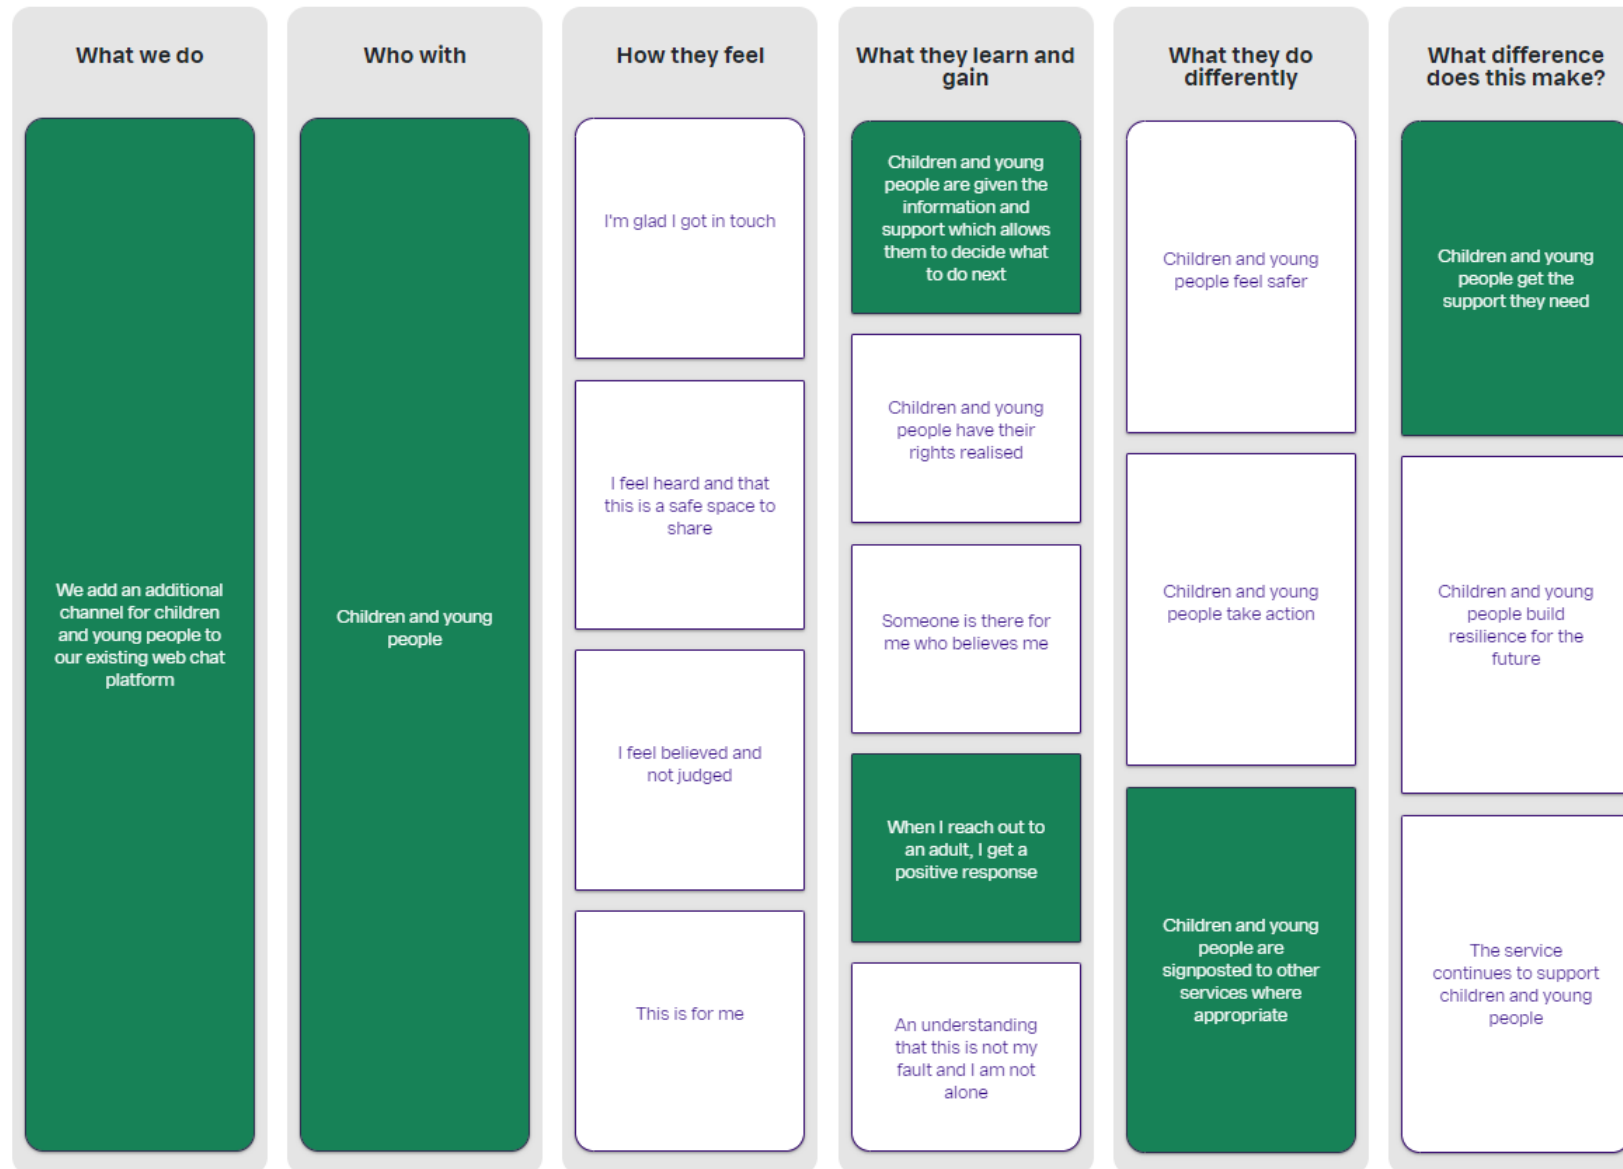 What we do
We add an additional
channel for children
and young people to
our existing web chat
platform
Who with
Children and young
people
How they feel
I'm glad I got in touch
I feel heard and that
this is a safe space to
share
I feel believed and
not judged
This is for me
What they learn and
gain
Children and young
people are given the
information and
support which allows
them to decide what
to do next
Children and young
people have their
rights realised
Someone is there for
me who believes me
When I reach out to
an adult, I get a
positive response
An understanding
that this is not my
fault and I am not
alone
What they do
differently
Children and young
people feel safer
Children and young
people take action
Children and young
people are
signposted to other
services where
appropriate
What difference
does this make?
Children and young
people get the
support they need
Children and young
people build
resilience for the
future
The service
continues to support
children and young
people